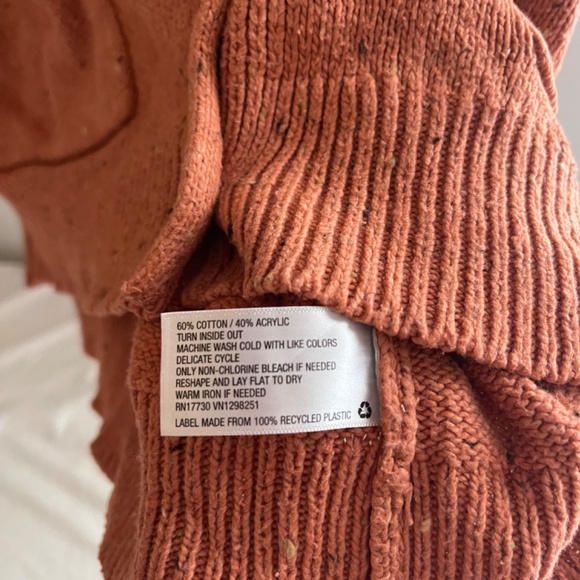 60% COTTON / 40% ACRYLIC
TURN INSIDE OUT
MACHINE WASH COLD WITH LIKE COLORS
DELICATE CYCLE
ONLY NON-CHLORINE BLEACH IF NEEDED
RESHAPE AND LAY FLAT TO DRY
WARM IRON IF NEEDED
RN17730 VN1298251
LABEL MADE FROM 100% RECYCLED PLASTIC